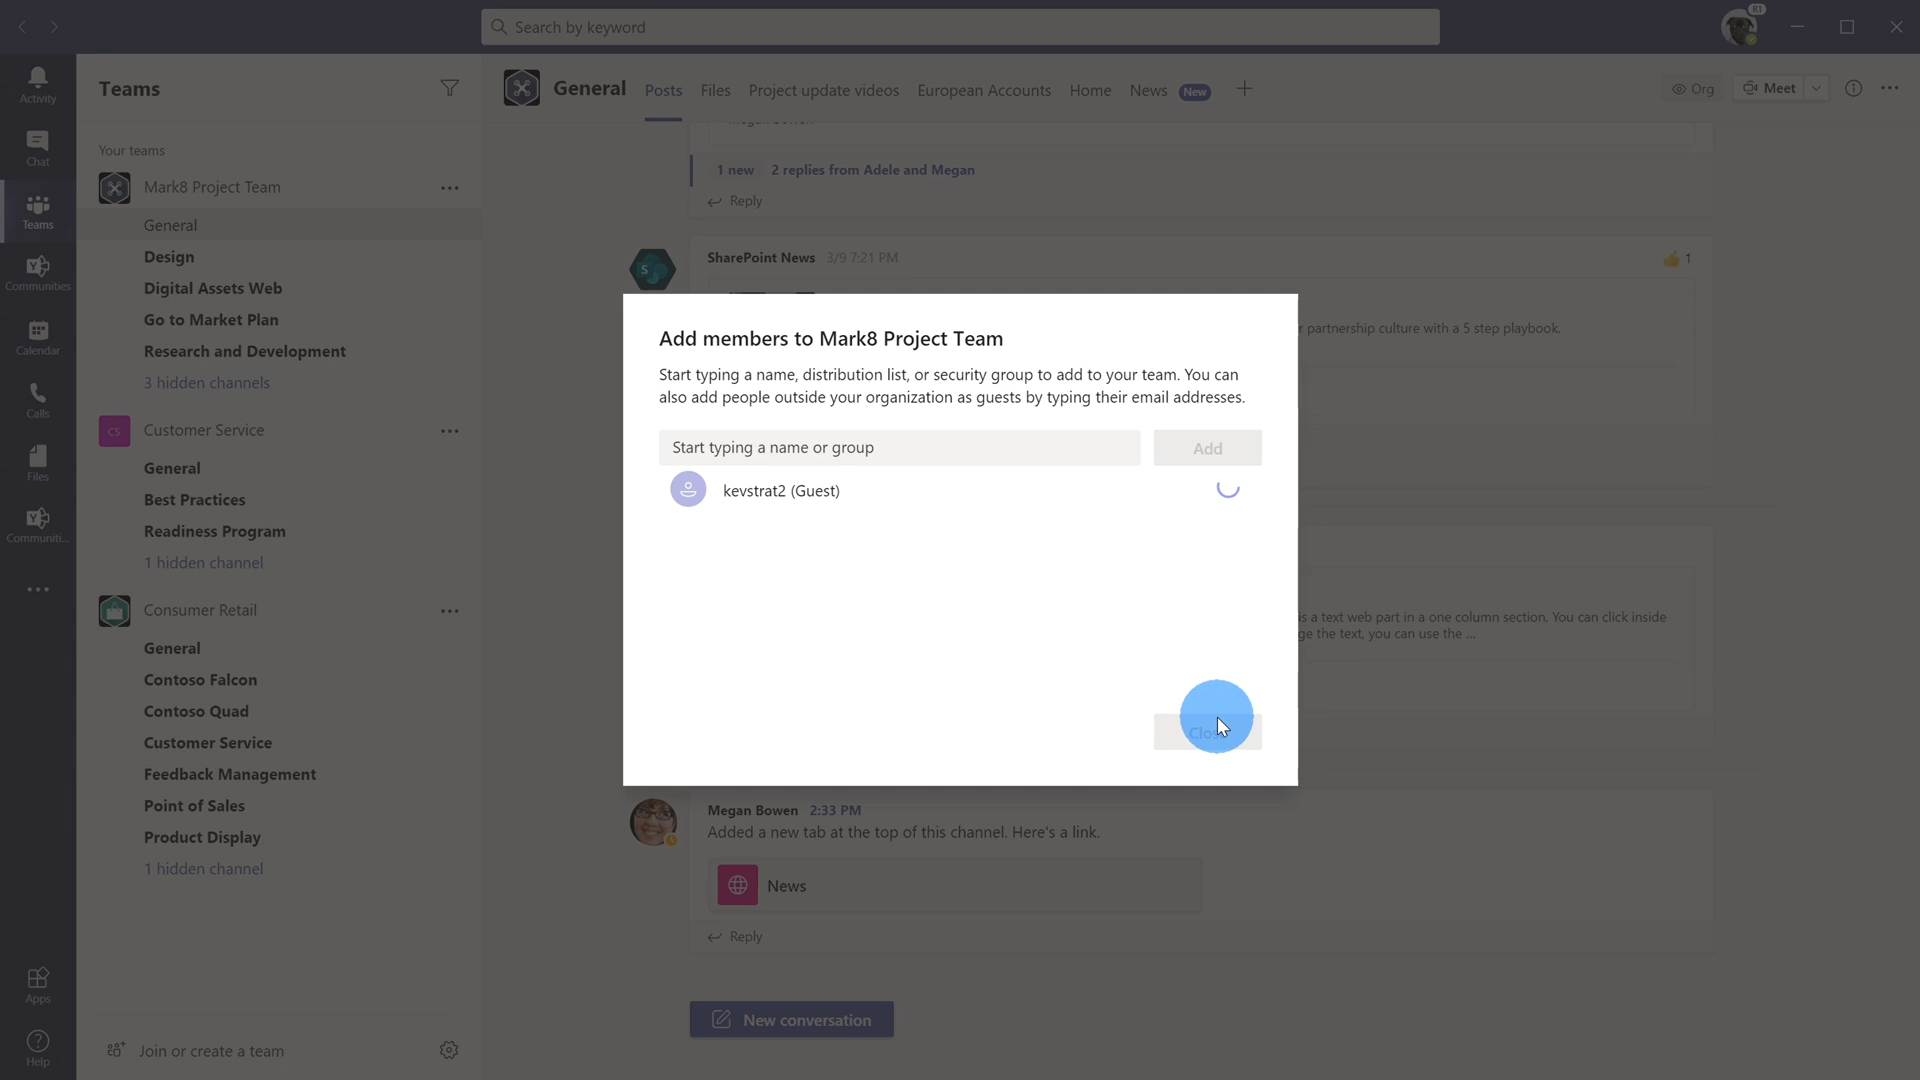 Search by keyword
R1
Activity
Chat
Teams
Communities
Calendar
Calls
Files
Communiti...
Apps
Help
Teams
Your teams
Mark8 Project Team
General
Design
Digital Assets Web
Go to Market Plan
Research and Development
3 hidden channels
CS
Customer Service
General
Best Practices
Readiness Program
1 hidden channel
Consumer Retail
General
Contoso Falcon
Contoso Quad
Customer Service
Feedback Management
Point of Sales
Product Display
1 hidden channel
Join or create a team
General Posts Files Project update videos European Accounts Home News New
Org Meet
1 new 2 replies from Adele and Megan
Reply
S
SharePoint News 3/9 7:21 PM
1
partnership culture with a 5 step playbook.
Add members to Mark8 Project Team
Start typing a name, distribution list, or security group to add to your team. You can
also add people outside your organization as guests by typing their email addresses.
Start typing a name or group
Add
kevstrat2 (Guest)
is a text web part in a one column section. You can click inside
ge the text, you can use the ...
Megan Bowen 2:33 PM
Added a new tab at the top of this channel. Here's a link.
News
Reply
New conversation